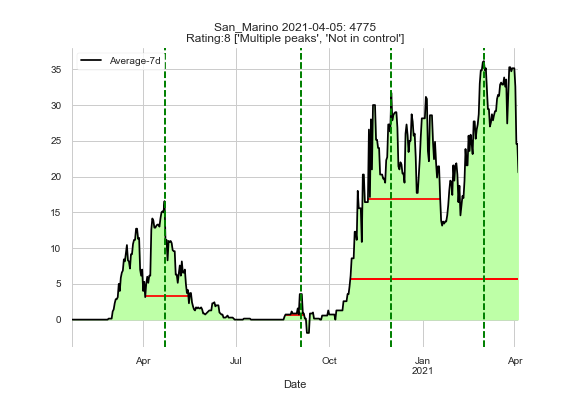 San_Marino 2021-04-05: 4775
Rating:8 ['Multiple peaks', 'Not in control']
Average-7d
35
30
25
20
15
10
5
0
Apr
Jul
Oct
Jan
2021
Apr
Date